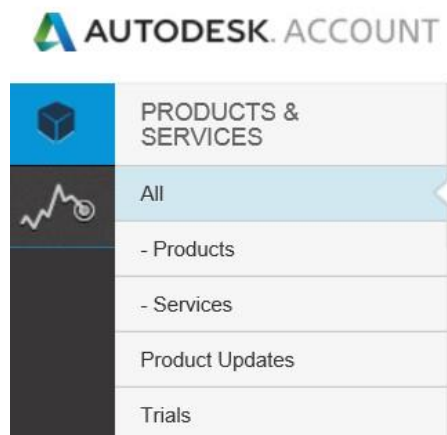 AUTODESK. ACCOUNT
PRODUCTS &
SERVICES
All
- Products
- Services
Product Updates
Trials